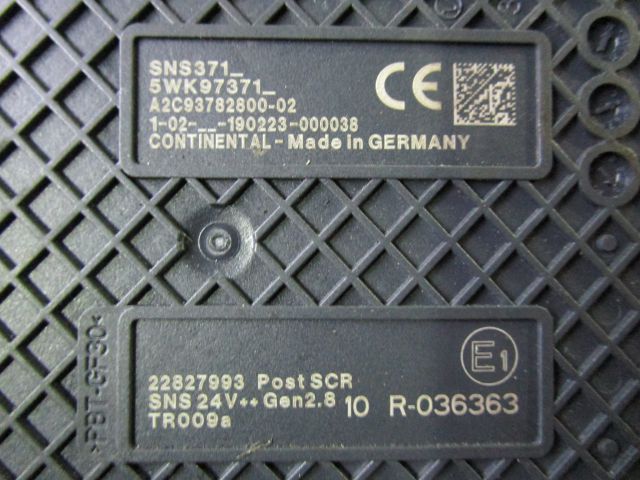 SNS371_
5WK97371_
A2C93782800-02
1-02-__-190223-000038
CONTINENTAL - Made in GERMANY
CE
22827993 Post SCR
SNS 24V++ Gen2.8
TR009a
10 R-036363
E1
>PBT-GF30<